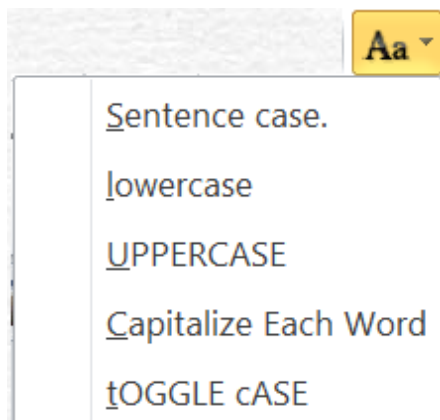 Aa
Sentence case.
lowercase
UPPERCASE
Capitalize Each Word
tOGGLE cASE